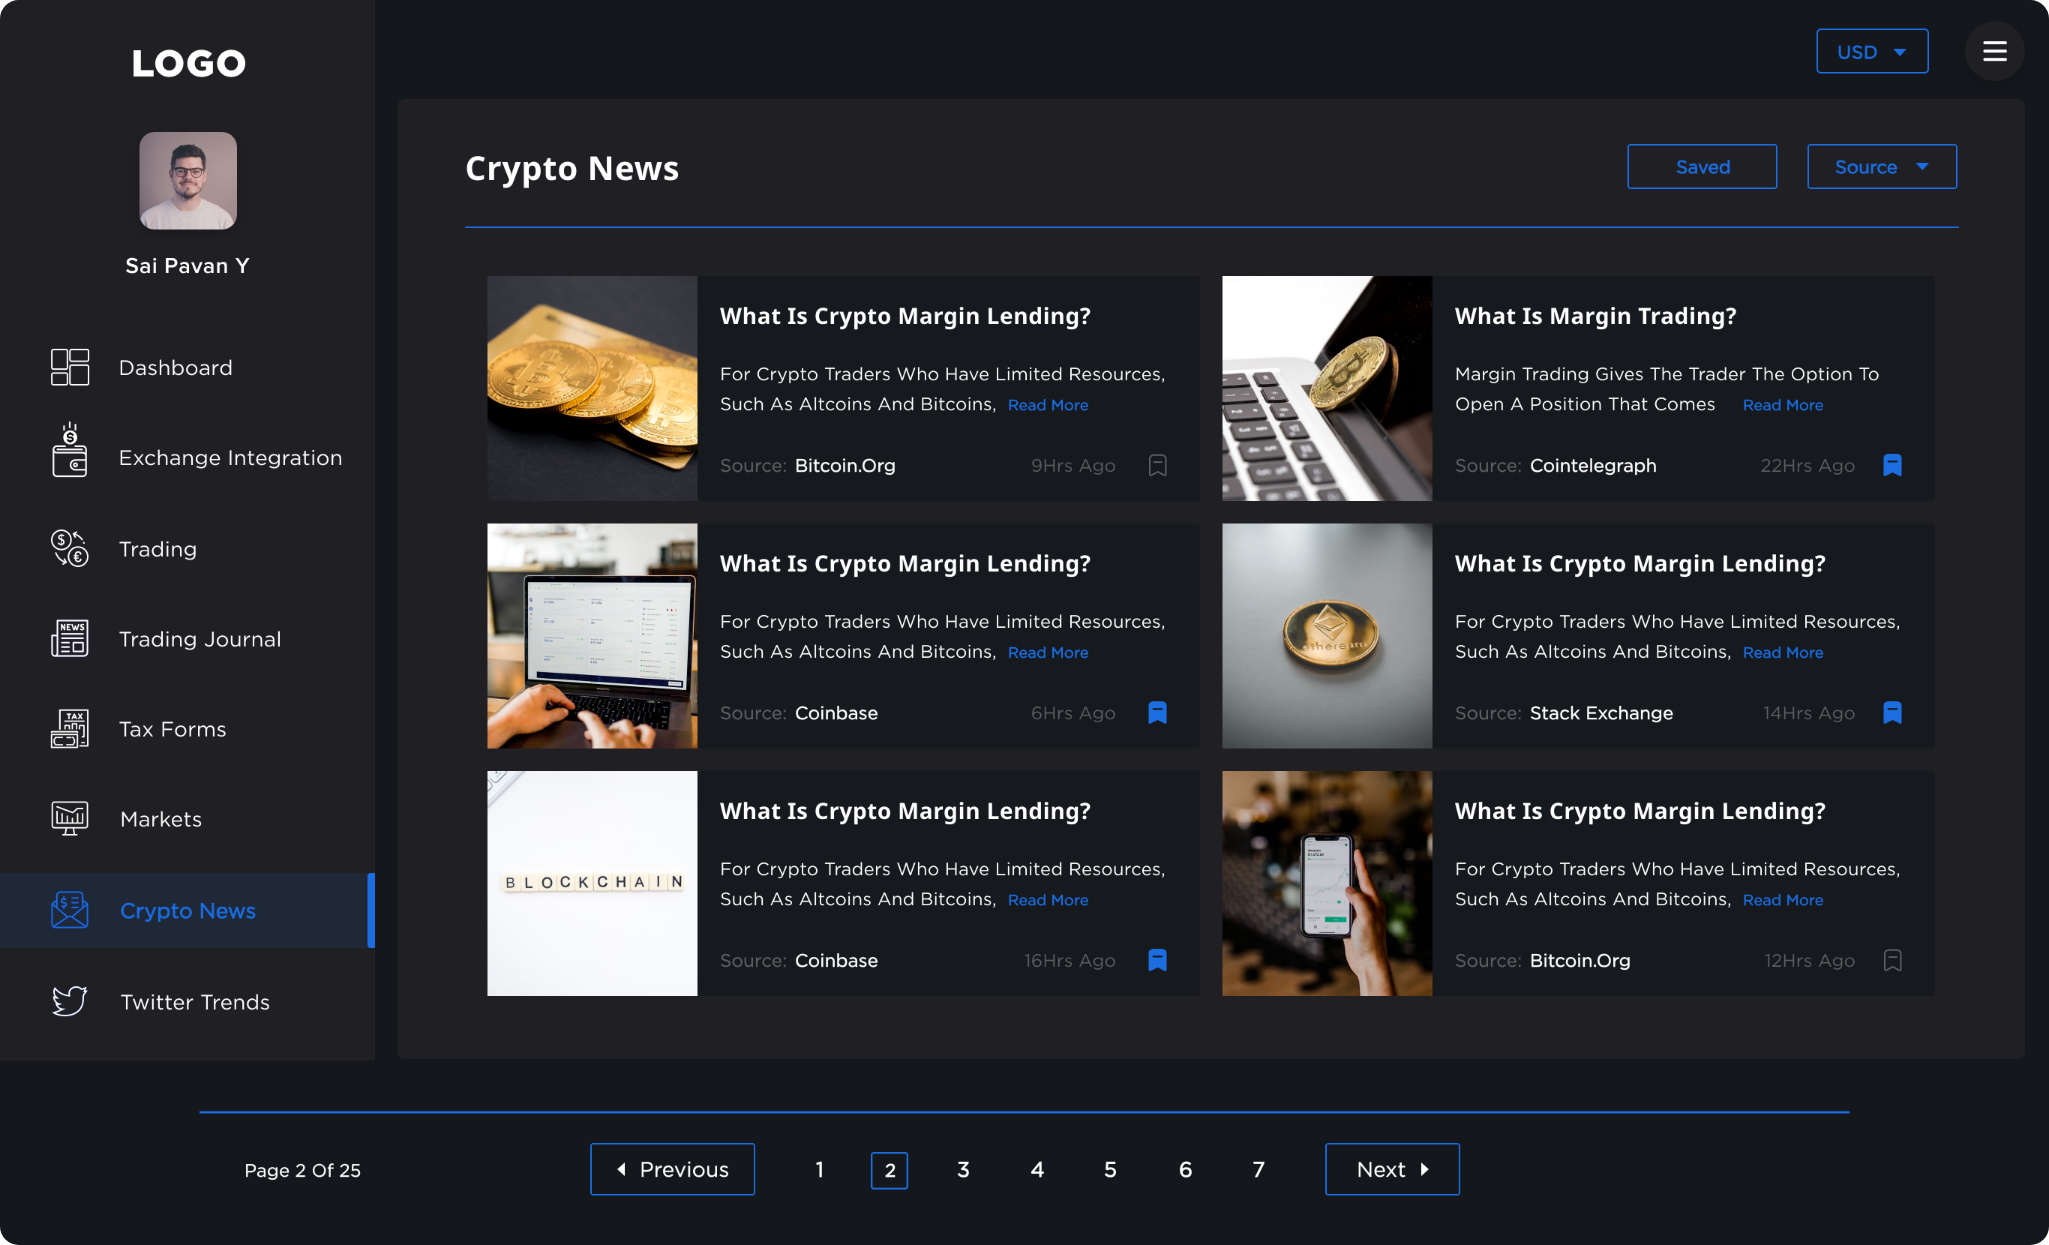 LOGO
Sai Pavan Y
Dashboard
Exchange Integration
Trading
NEWS
Trading Journal
TAX
Tax Forms
Markets
Crypto News
Twitter Trends
USD
Crypto News
Saved
Source
What Is Crypto Margin Lending?
For Crypto Traders Who Have Limited Resources,
Such As Altcoins And Bitcoins, Read More
Source: Bitcoin.Org 9Hrs Ago
What Is Margin Trading?
Margin Trading Gives The Trader The Option To
Open A Position That Comes Read More
Source: Cointelegraph 22Hrs Ago
What Is Crypto Margin Lending?
For Crypto Traders Who Have Limited Resources,
Such As Altcoins And Bitcoins, Read More
Source: Coinbase 6Hrs Ago
ethereum
What Is Crypto Margin Lending?
For Crypto Traders Who Have Limited Resources,
Such As Altcoins And Bitcoins, Read More
Source: Stack Exchange 14Hrs Ago
BLOCKCHAIN
What Is Crypto Margin Lending?
For Crypto Traders Who Have Limited Resources,
Such As Altcoins And Bitcoins, Read More
Source: Coinbase 16Hrs Ago
What Is Crypto Margin Lending?
For Crypto Traders Who Have Limited Resources,
Such As Altcoins And Bitcoins, Read More
Source: Bitcoin.Org 12Hrs Ago
Page 2 Of 25
Previous 1 2 3 4 5 6 7 Next